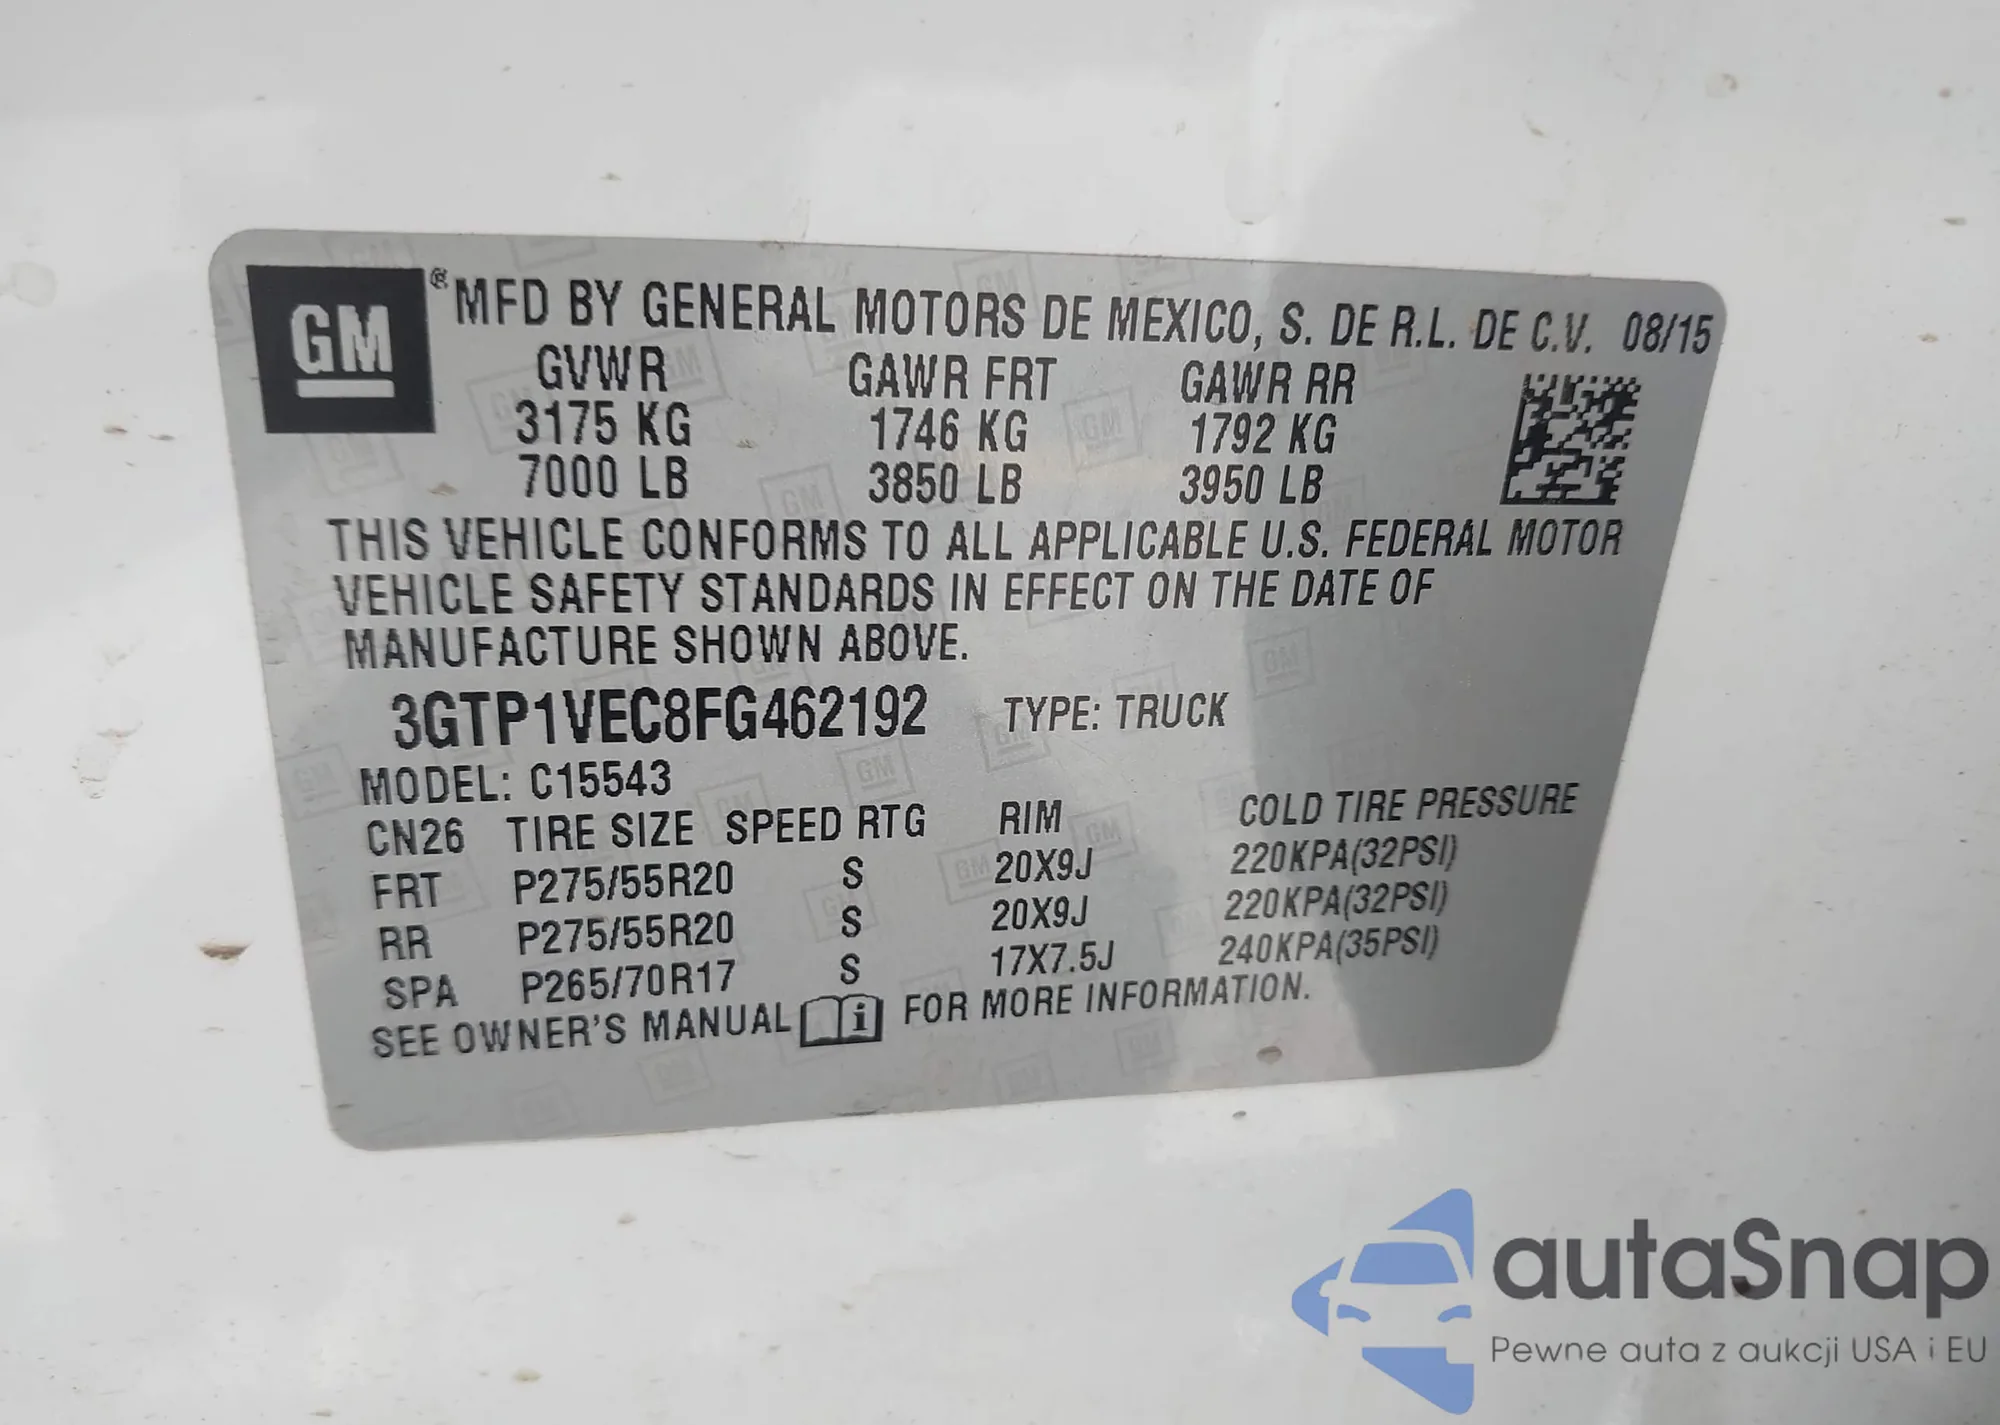 GM ® MFD BY GENERAL MOTORS DE MEXICO, S. DE R.L. DE C.V. 08/15
GVWR GAWR FRT GAWR RR
3175 KG 1746 KG 1792 KG
7000 LB 3850 LB 3950 LB
THIS VEHICLE CONFORMS TO ALL APPLICABLE U.S. FEDERAL MOTOR
VEHICLE SAFETY STANDARDS IN EFFECT ON THE DATE OF
MANUFACTURE SHOWN ABOVE.
3GTP1VEC8FG462192 TYPE: TRUCK
MODEL: C15543
CN26 TIRE SIZE SPEED RTG RIM COLD TIRE PRESSURE
FRT P275/55R20 S 20X9J 220KPA(32PSI)
RR P275/55R20 S 20X9J 220KPA(32PSI)
SPA P265/70R17 S 17X7.5J 240KPA(35PSI)
SEE OWNER'S MANUAL i FOR MORE INFORMATION.
autaSnap
Pewne auta z aukcji USA i EU